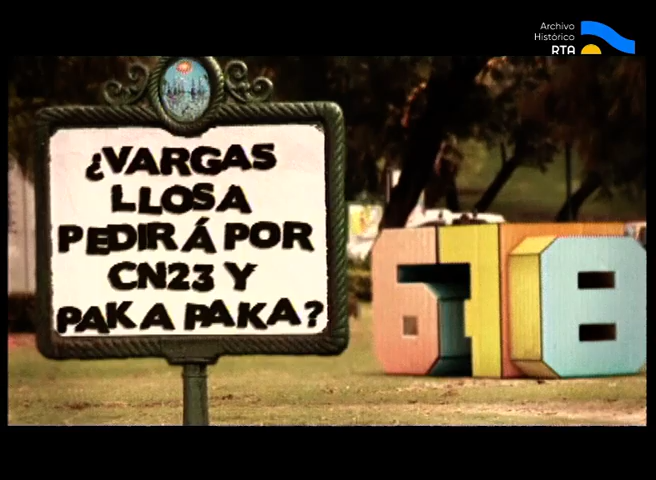 Archivo
Histórico
RTA
¿VARGAS
LLOSA
PEDIRÁ POR
CN23 Y
PAKA PAKA?
678